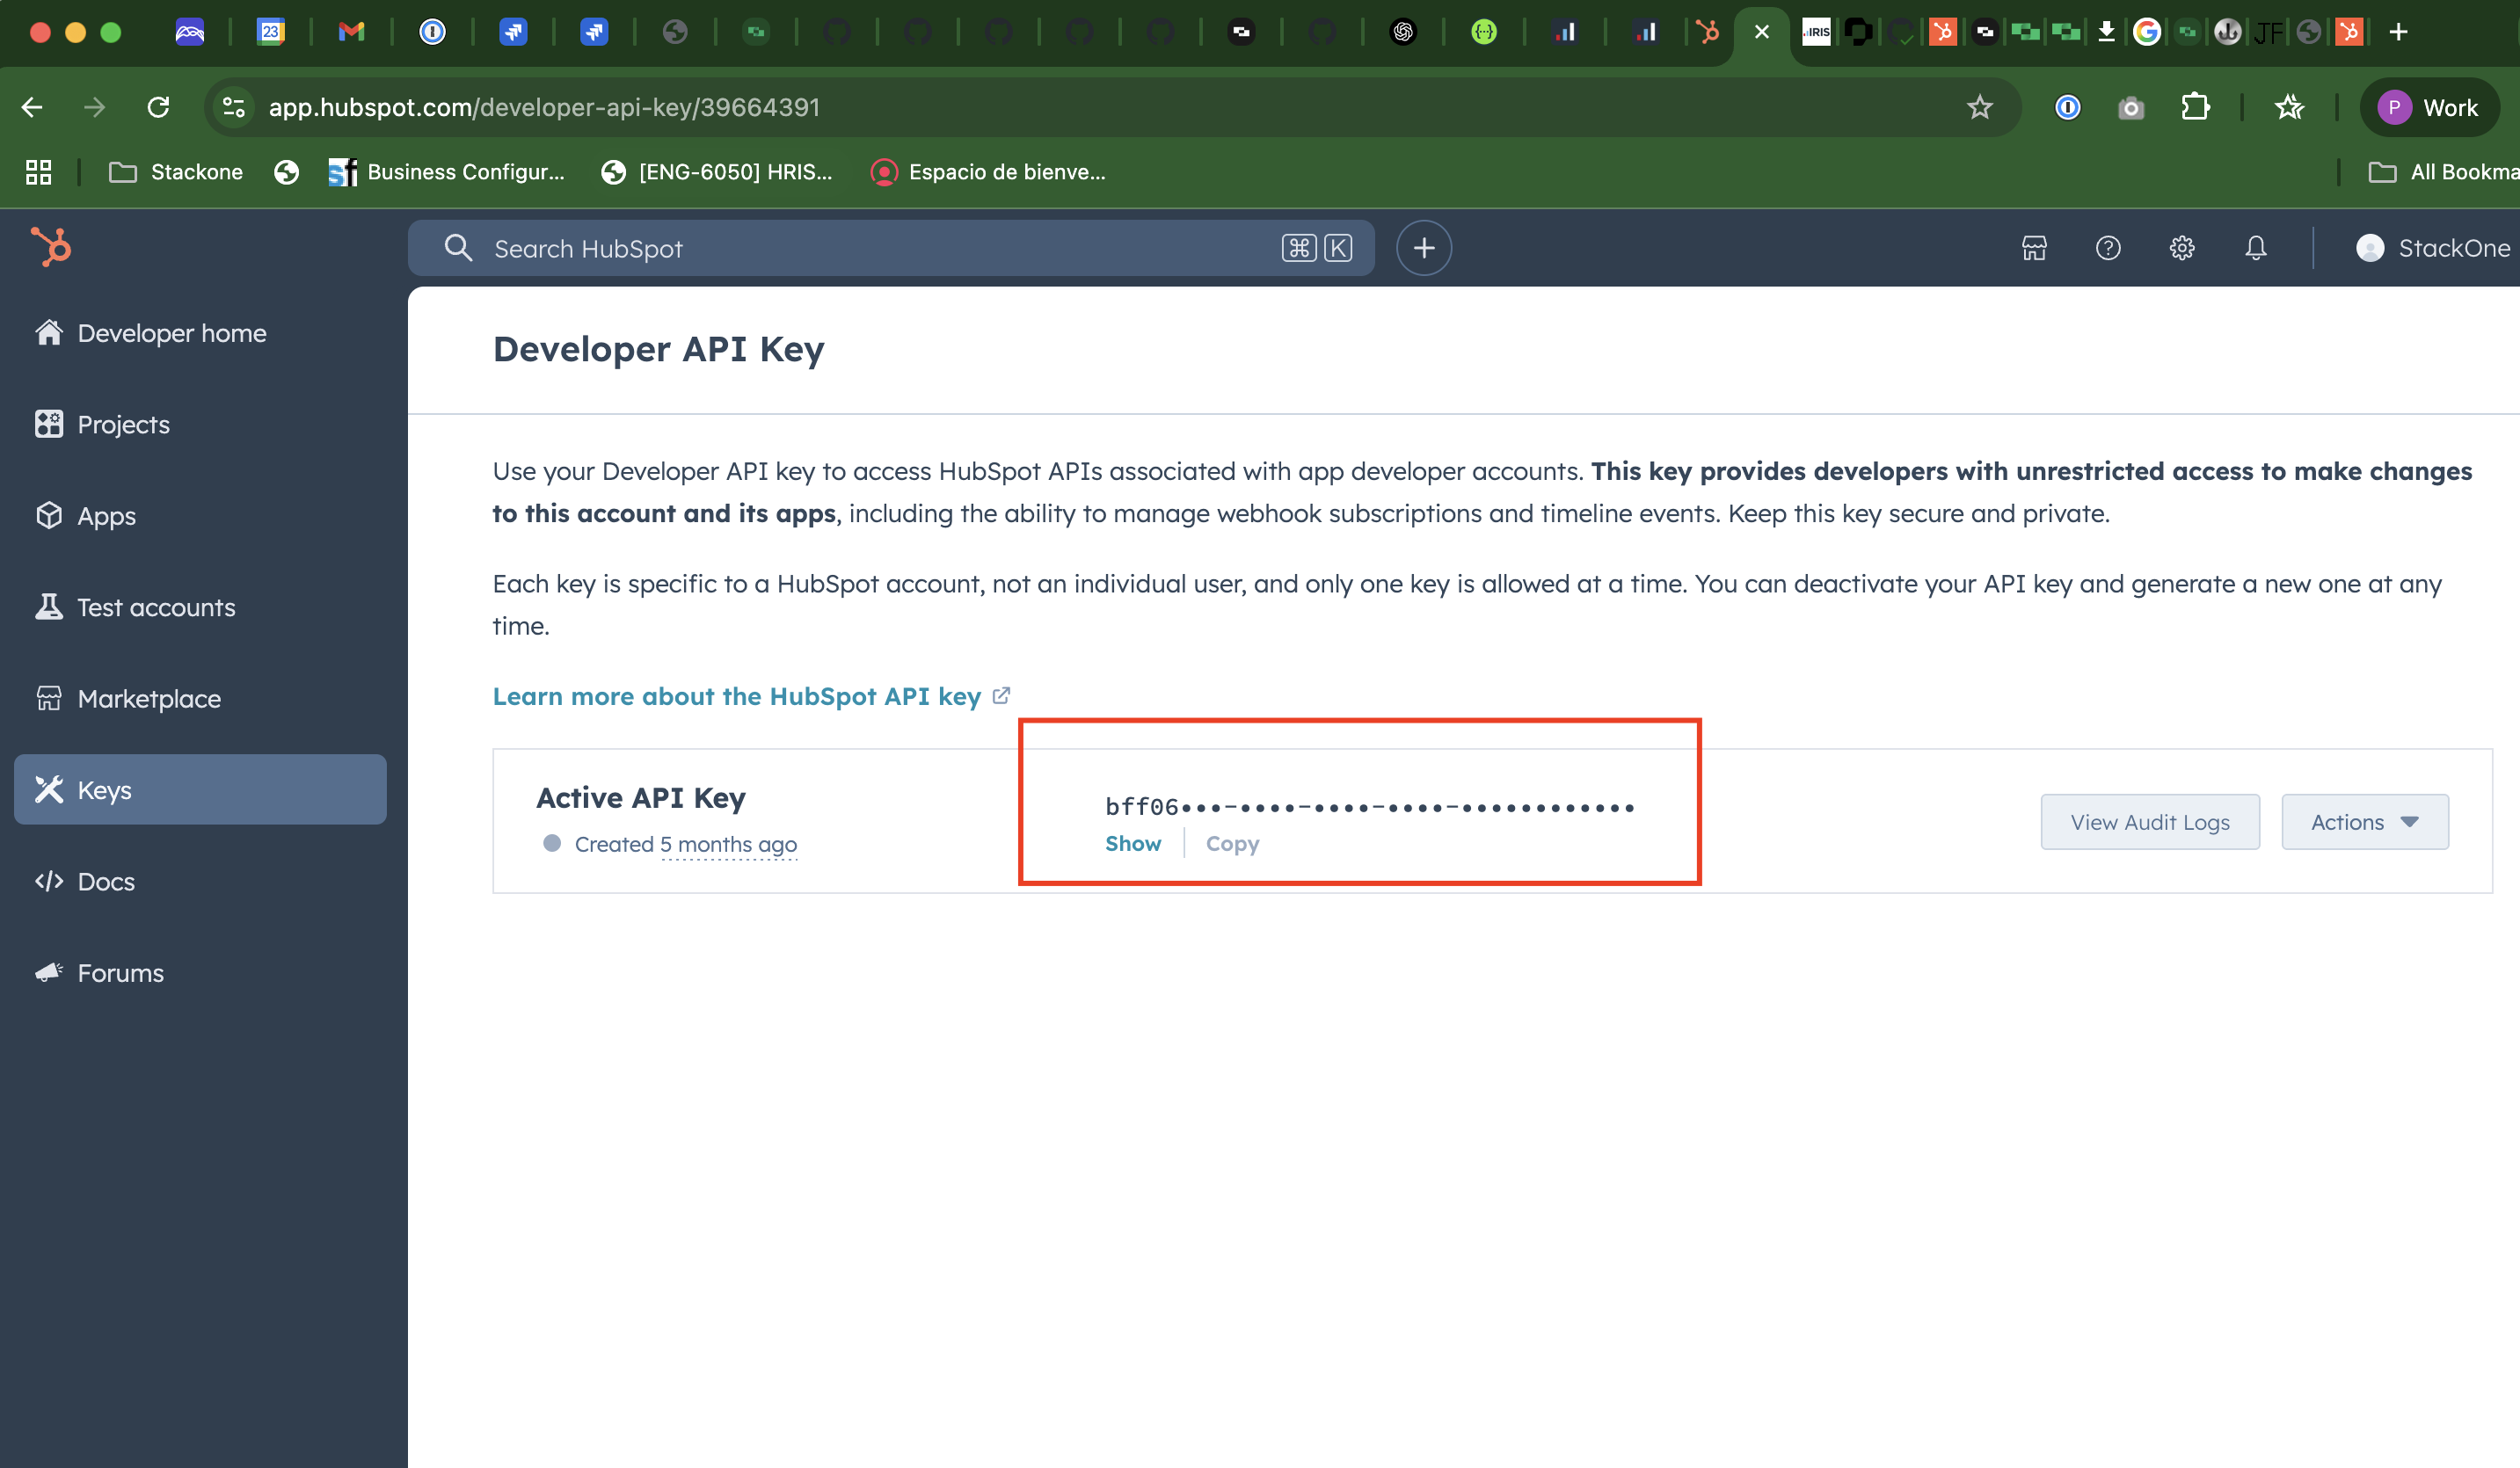 23
IRIS
JF
app.hubspot.com/developer-api-key/39664391
P Work
Stackone
sf Business Configur...
[ENG-6050] HRIS...
Espacio de bienve...
All Bookma
Search HubSpot
⌘ K
StackOne
Developer home
Projects
Apps
Test accounts
Marketplace
Keys
Docs
Forums
Developer API Key
Use your Developer API key to access HubSpot APIs associated with app developer accounts. This key provides developers with unrestricted access to make changes
to this account and its apps, including the ability to manage webhook subscriptions and timeline events. Keep this key secure and private.
Each key is specific to a HubSpot account, not an individual user, and only one key is allowed at a time. You can deactivate your API key and generate a new one at any
time.
Learn more about the HubSpot API key
Active API Key
Created 5 months ago
bff06•••-••••-••••-••••-••••••••••••
Show
Copy
View Audit Logs
Actions